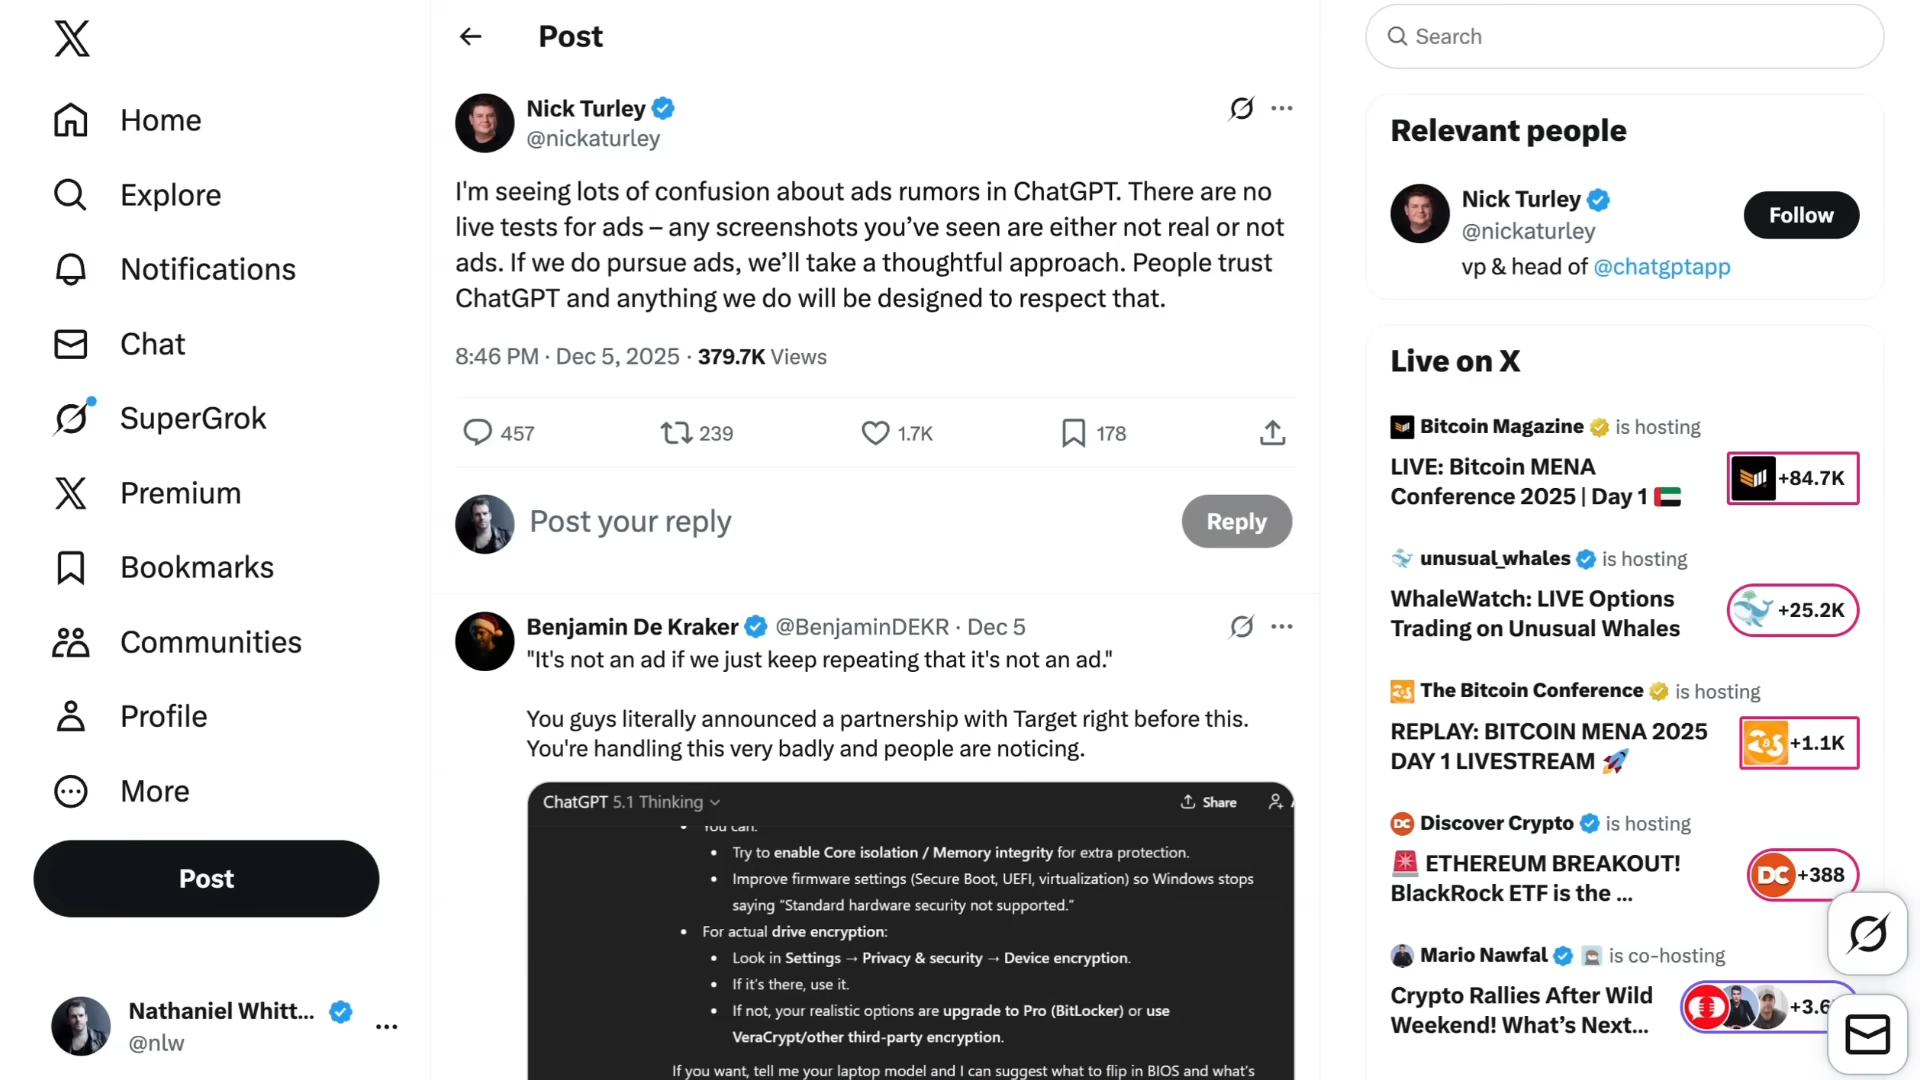 Home
Explore
Notifications
Chat
SuperGrok
Premium
Bookmarks
Communities
Profile
More
Post
Nathaniel Whitt...
@nlw
Post
Nick Turley
@nickaturley
I'm seeing lots of confusion about ads rumors in ChatGPT. There are no
live tests for ads – any screenshots you’ve seen are either not real or not
ads. If we do pursue ads, we’ll take a thoughtful approach. People trust
ChatGPT and anything we do will be designed to respect that.
8:46 PM · Dec 5, 2025 · 379.7K Views
457
239
1.7K
178
Post your reply
Reply
Benjamin De Kraker @BenjaminDEKR · Dec 5
"It's not an ad if we just keep repeating that it's not an ad."
You guys literally announced a partnership with Target right before this.
You're handling this very badly and people are noticing.
ChatGPT 5.1 Thinking
Share
You can:
Try to enable Core isolation / Memory integrity for extra protection.
Improve firmware settings (Secure Boot, UEFI, virtualization) so Windows stops
saying “Standard hardware security not supported.”
For actual drive encryption:
Look in Settings → Privacy & security → Device encryption.
If it's there, use it.
If not, your realistic options are upgrade to Pro (BitLocker) or use
VeraCrypt/other third-party encryption.
If you want, tell me your laptop model and I can suggest what to flip in BIOS and what's
Search
Relevant people
Nick Turley
@nickaturley
Follow
vp & head of @chatgptapp
Live on X
Bitcoin Magazine is hosting
LIVE: Bitcoin MENA
Conference 2025 | Day 1
+84.7K
unusual_whales is hosting
WhaleWatch: LIVE Options
Trading on Unusual Whales
+25.2K
The Bitcoin Conference is hosting
REPLAY: BITCOIN MENA 2025
DAY 1 LIVESTREAM
+1.1K
DC Discover Crypto is hosting
ETHEREUM BREAKOUT!
BlackRock ETF is the ...
DC +388
Mario Nawfal is co-hosting
Crypto Rallies After Wild
Weekend! What’s Next...
+3.6